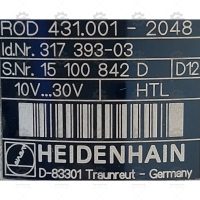 ROD 431.001 - 2048
Id.Nr. 317 393-03
S.Nr. 15 100 842 D D12
10V...30V HTL
HEIDENHAIN
D-83301 Traunreut - Germany